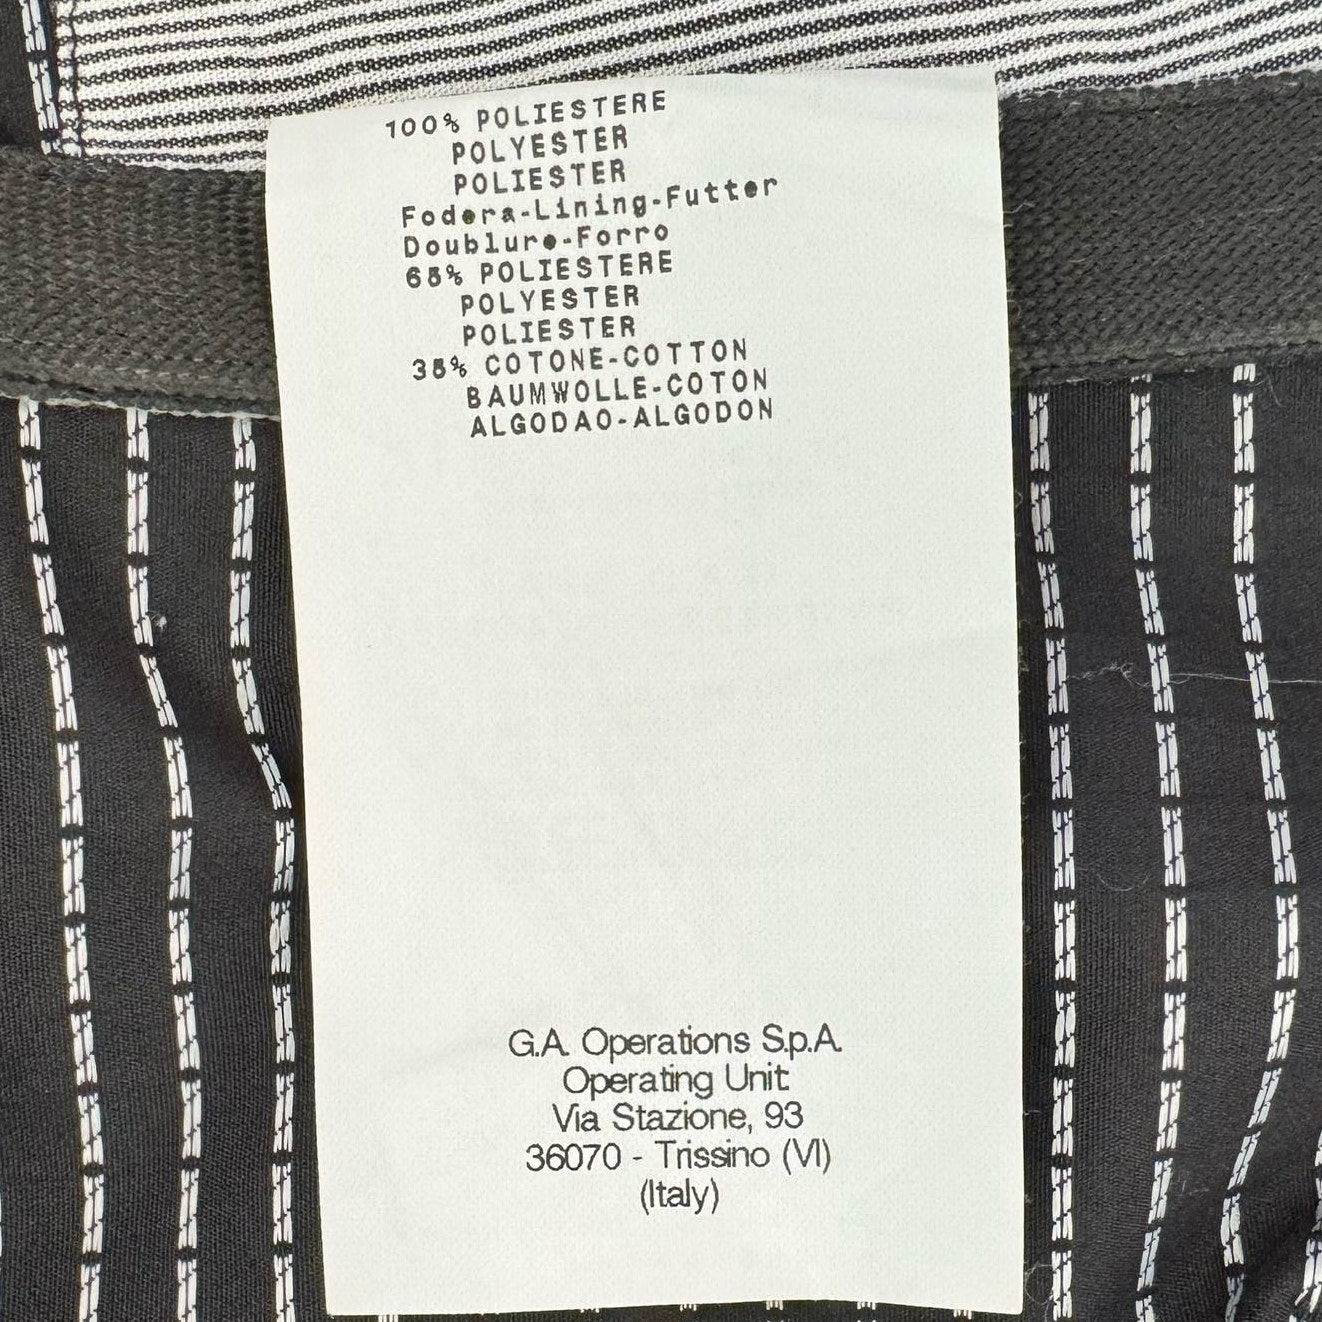 100% POLIESTERE
POLYESTER
POLIESTER
Fodera-Lining-Futter
Doublure-Forro
65% POLIESTERE
POLYESTER
POLIESTER
35% COTONE-COTTON
BAUMWOLLE-COTON
ALGODAO-ALGODON
G.A. Operations S.p.A.
Operating Unit
Via Stazione, 93
36070 - Trissino (VI)
(Italy)